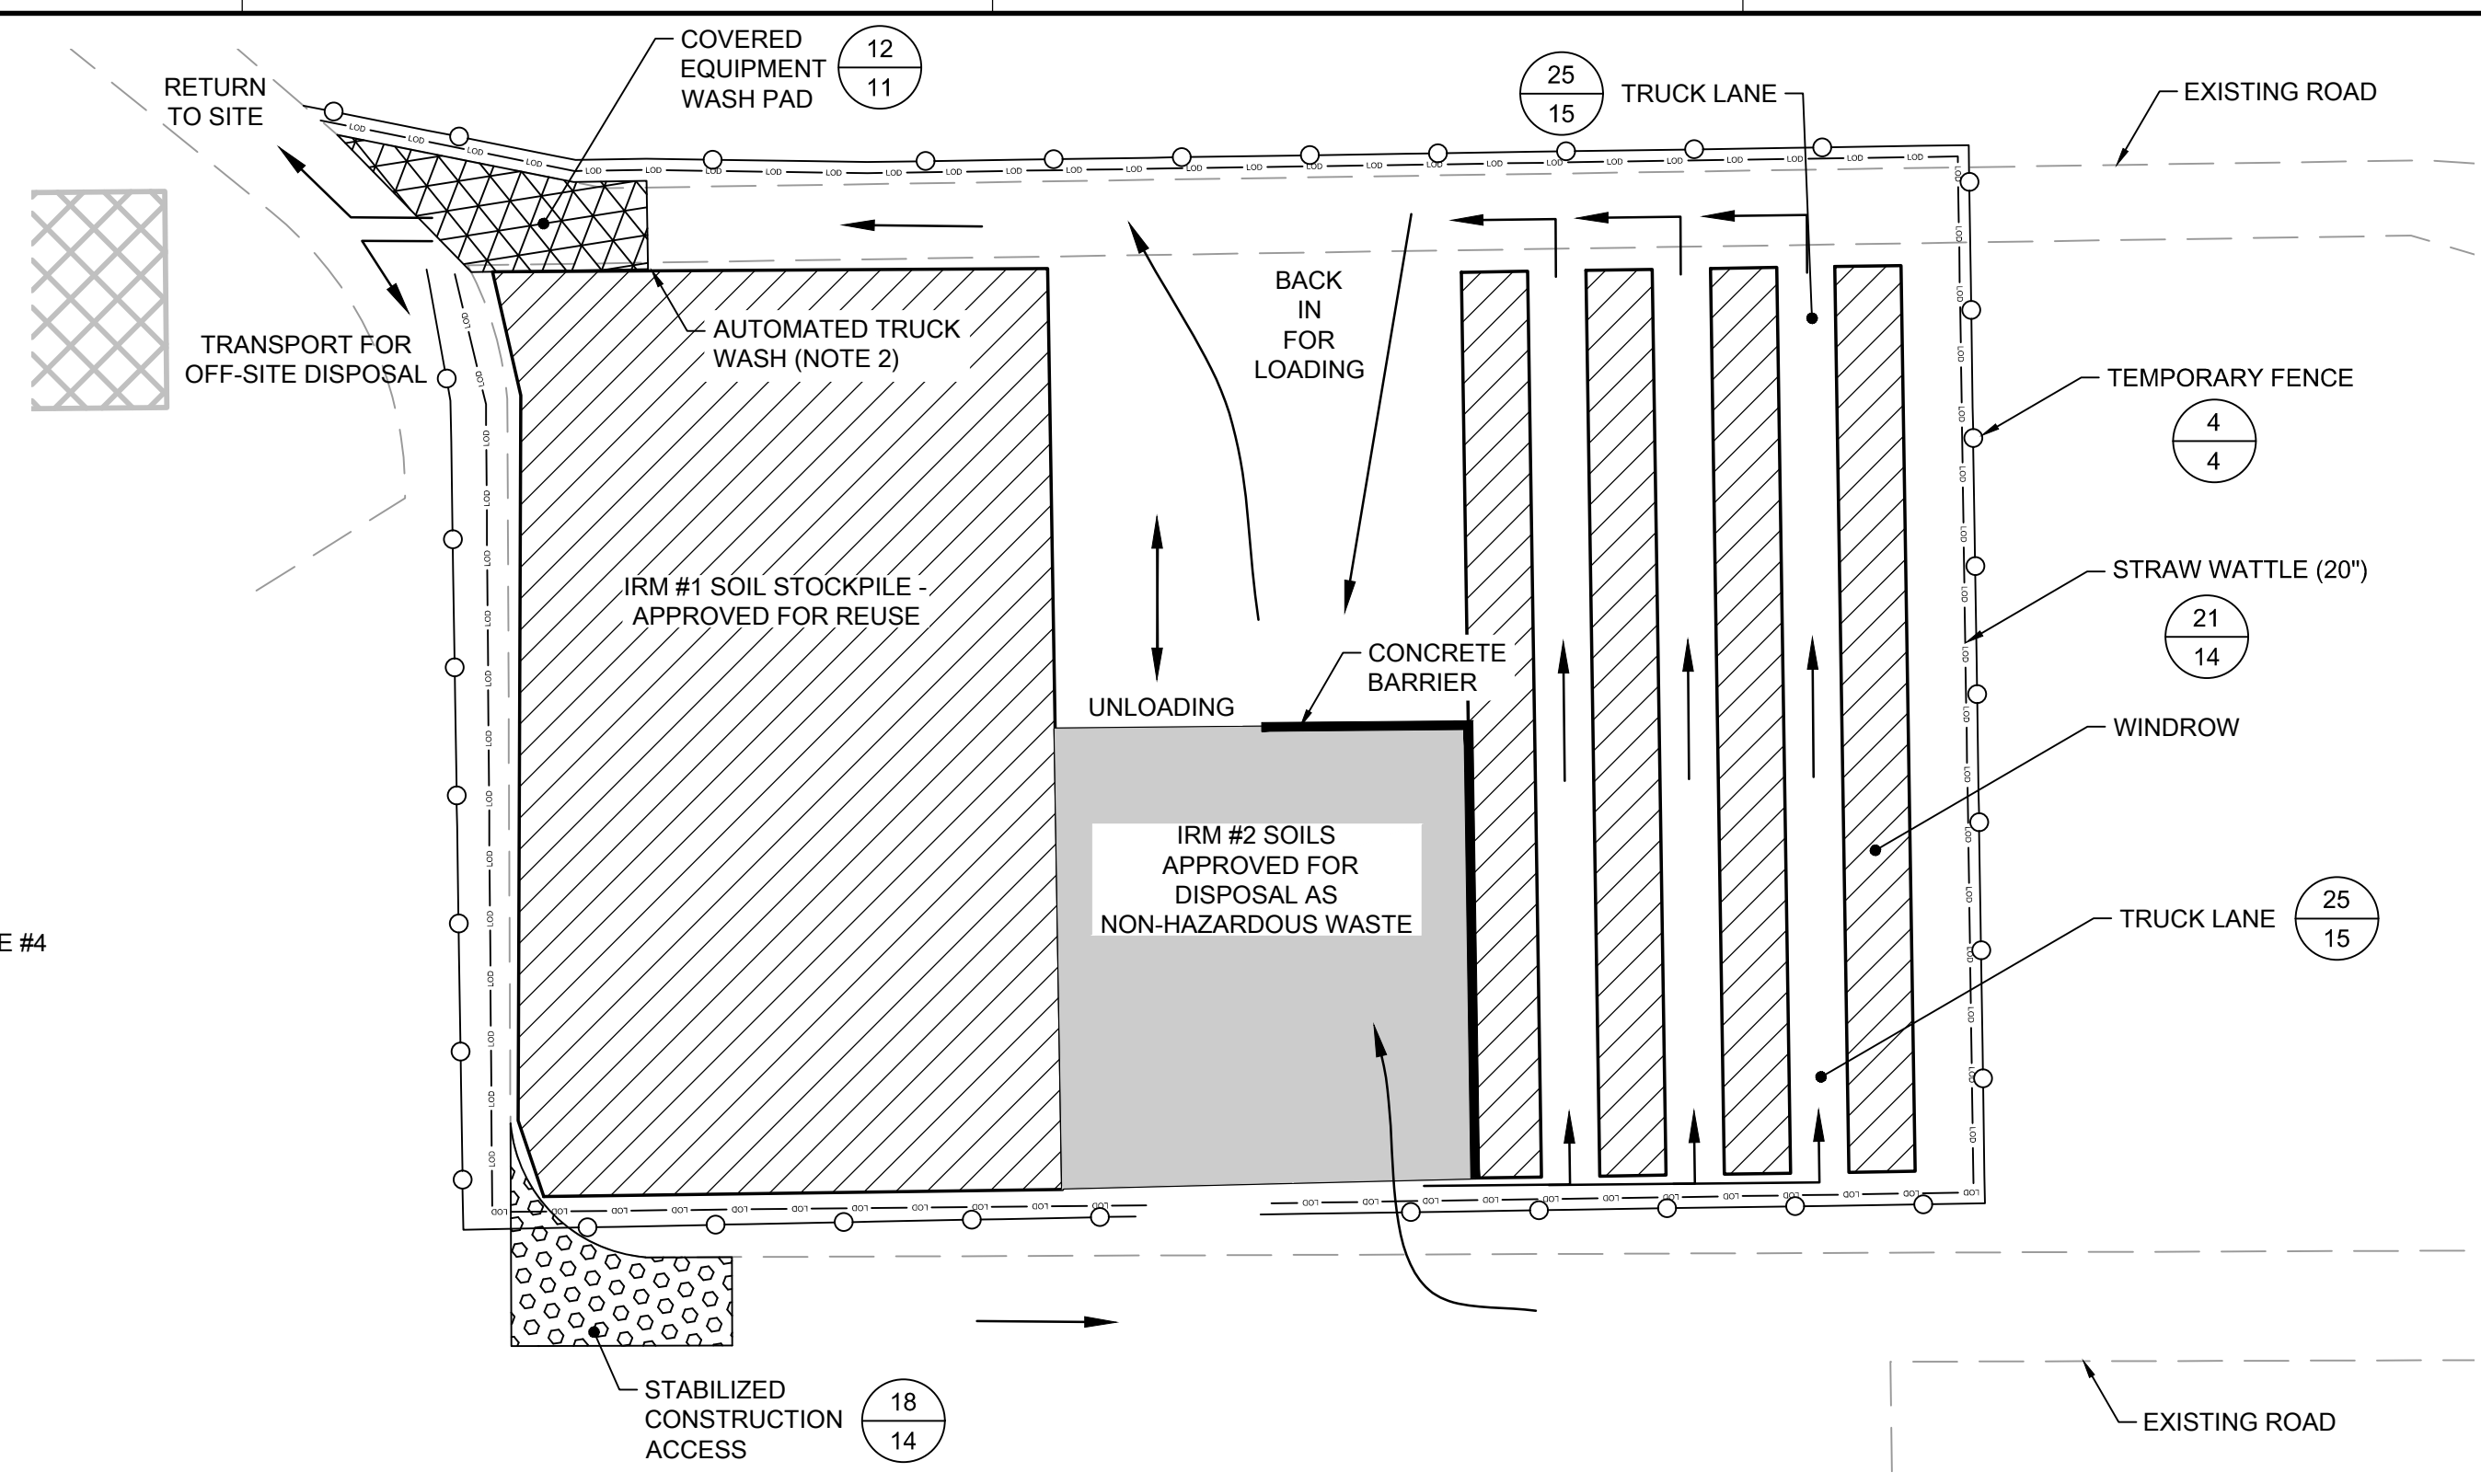 COVERED
EQUIPMENT
WASH PAD
12
11
RETURN
TO SITE
25
15
TRUCK LANE
EXISTING ROAD
BACK
IN
FOR
LOADING
AUTOMATED TRUCK
WASH (NOTE 2)
TRANSPORT FOR
OFF-SITE DISPOSAL
TEMPORARY FENCE
4
4
IRM #1 SOIL STOCKPILE -
APPROVED FOR REUSE
STRAW WATTLE (20")
21
14
CONCRETE
BARRIER
UNLOADING
WINDROW
IRM #2 SOILS
APPROVED FOR
DISPOSAL AS
NON-HAZARDOUS WASTE
TRUCK LANE
25
15
E #4
STABILIZED
CONSTRUCTION
ACCESS
18
14
EXISTING ROAD
LOD